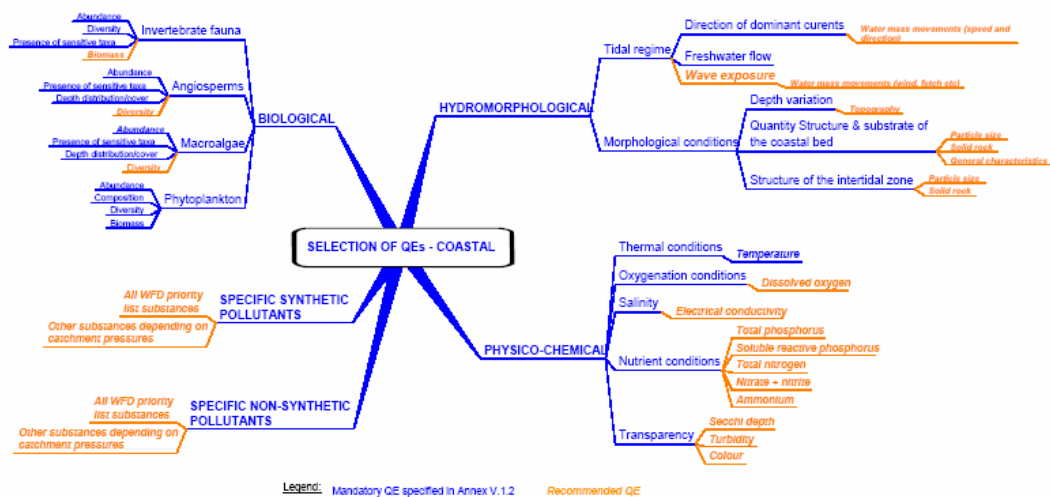 Abundance
Diversity
Presence of sensitive taxa
Biomass
Invertebrate fauna
Abundance
Presence of sensitive taxa
Depth distribution/cover
Diversity
Angiosperms
Abundance
Presence of sensitive taxa
Depth distribution/cover
Diversity
Macroalgae
Abundance
Composition
Diversity
Biomass
Phytoplankton
BIOLOGICAL
HYDROMORPHOLOGICAL
Tidal regime
Direction of dominant curents
Water mass movements (speed and
direction)
Freshwater flow
Wave exposure
Water mass movements (wind, fetch etc)
Morphological conditions
Depth variation
Topography
Quantity Structure & substrate of
the coastal bed
Particle size
Solid rock
General characteristics
Structure of the intertidal zone
Particle size
Solid rock
SELECTION OF QEs - COASTAL
SPECIFIC SYNTHETIC
POLLUTANTS
All WFD priority
list substances
Other substances depending on
catchment pressures
SPECIFIC NON-SYNTHETIC
POLLUTANTS
All WFD priority
list substances
Other substances depending on
catchment pressures
PHYSICO-CHEMICAL
Thermal conditions
Temperature
Oxygenation conditions
Dissolved oxygen
Salinity
Electrical conductivity
Nutrient conditions
Total phosphorus
Soluble reactive phosphorus
Total nitrogen
Nitrate + nitrite
Ammonium
Transparency
Secchi depth
Turbidity
Colour
Legend: Mandatory QE specified in Annex V.1.2 Recommended QE